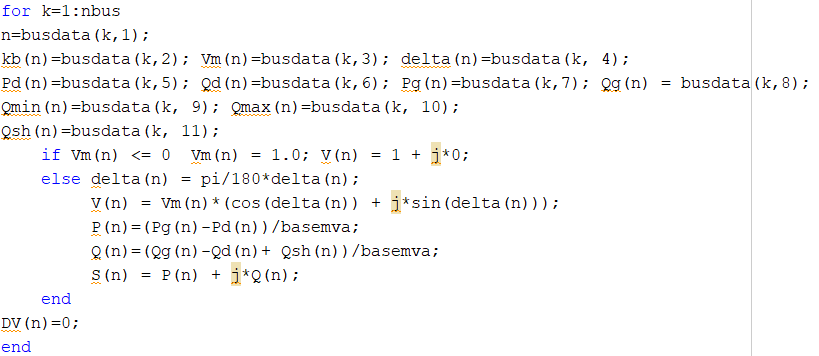 for k=1:nbus
n=busdata(k,1);
kb(n)=busdata(k,2); Vm(n)=busdata(k,3); delta(n)=busdata(k, 4);
Pd(n)=busdata(k,5); Qd(n)=busdata(k,6); Pg(n)=busdata(k,7); Qg(n) = busdata(k,8);
Qmin(n)=busdata(k, 9); Qmax(n)=busdata(k, 10);
Qsh(n)=busdata(k, 11);
    if Vm(n) <= 0  Vm(n) = 1.0; V(n) = 1 + j*0;
    else delta(n) = pi/180*delta(n);
         V(n) = Vm(n)*(cos(delta(n)) + j*sin(delta(n)));
         P(n)=(Pg(n)-Pd(n))/basemva;
         Q(n)=(Qg(n)-Qd(n)+ Qsh(n))/basemva;
         S(n) = P(n) + j*Q(n);
    end
DV(n)=0;
end